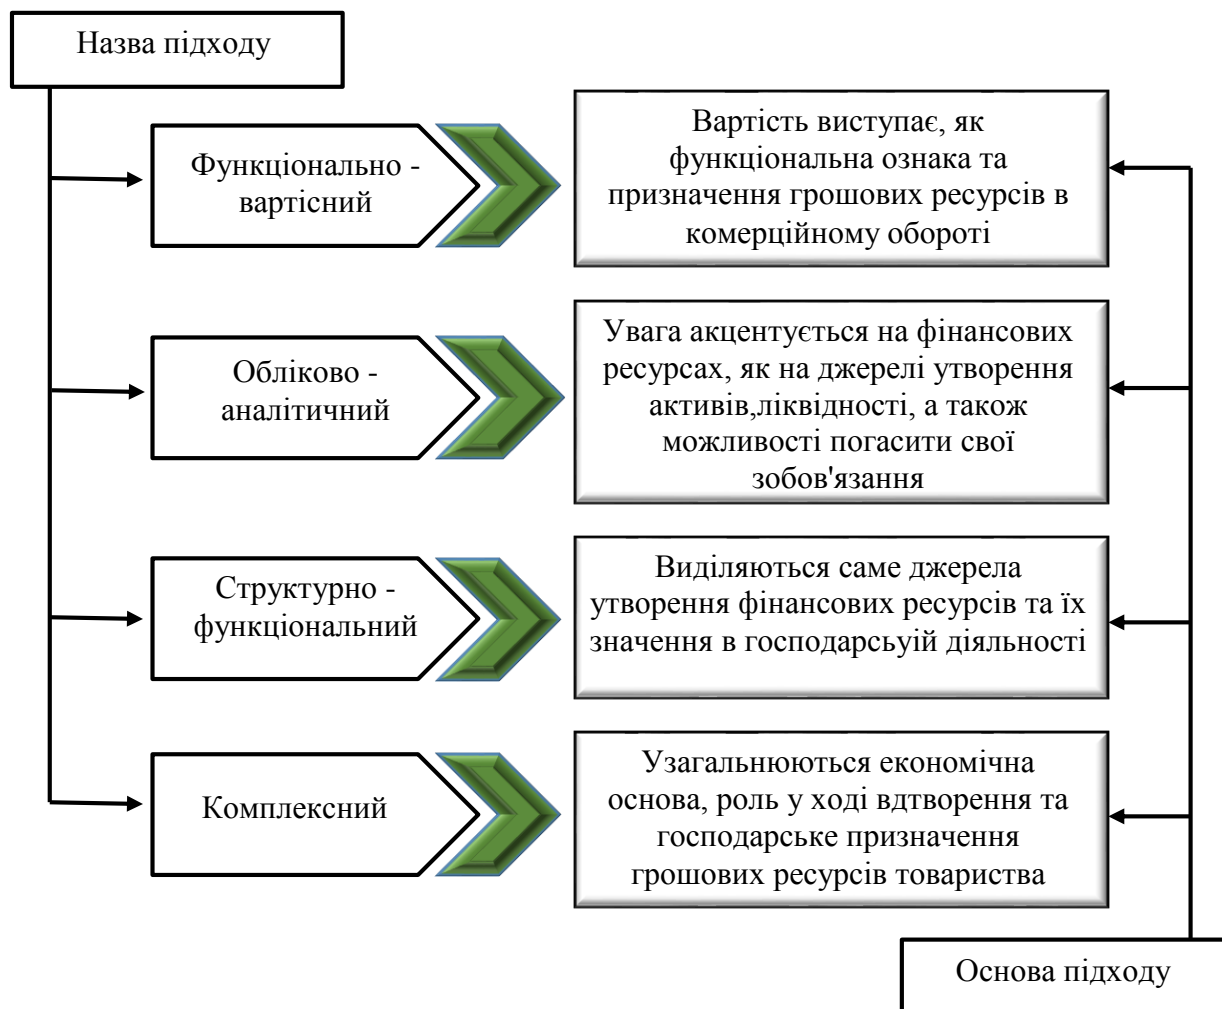 Назва підходу
Функціонально -
вартісний
Вартість виступає, як
функціональна ознака та
призначення грошових ресурсів в
комерційному обороті
Обліково -
аналітичний
Увага акцентується на фінансових
ресурсах, як на джерелі утворення
активів,ліквідності, а також
можливості погасити свої
зобов'язання
Структурно -
функціональний
Виділяються саме джерела
утворення фінансових ресурсів та їх
значення в господарсьуій діяльності
Комплексний
Узагальнюються економічна
основа, роль у ході вдтворення та
господарське призначення
грошових ресурсів товариства
Основа підходу